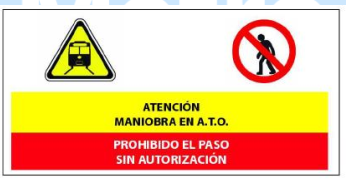 ATENCIÓN
MANIOBRA EN A.T.O.
PROHIBIDO EL PASO
SIN AUTORIZACIÓN